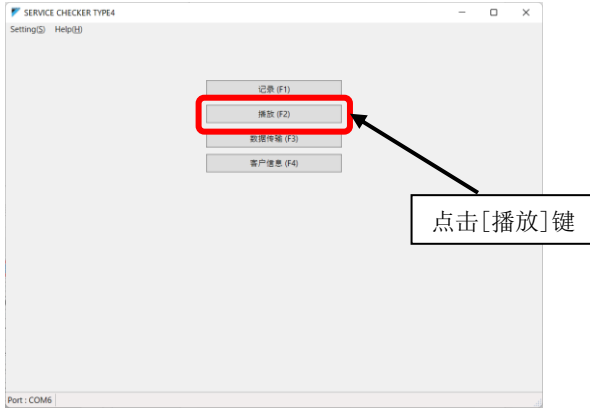 SERVICE CHECKER TYPE4
Setting(S) Help(H)
记录 (F1)
播放 (F2)
数据传输 (F3)
客户信息 (F4)
点击[播放]键
Port : COM6